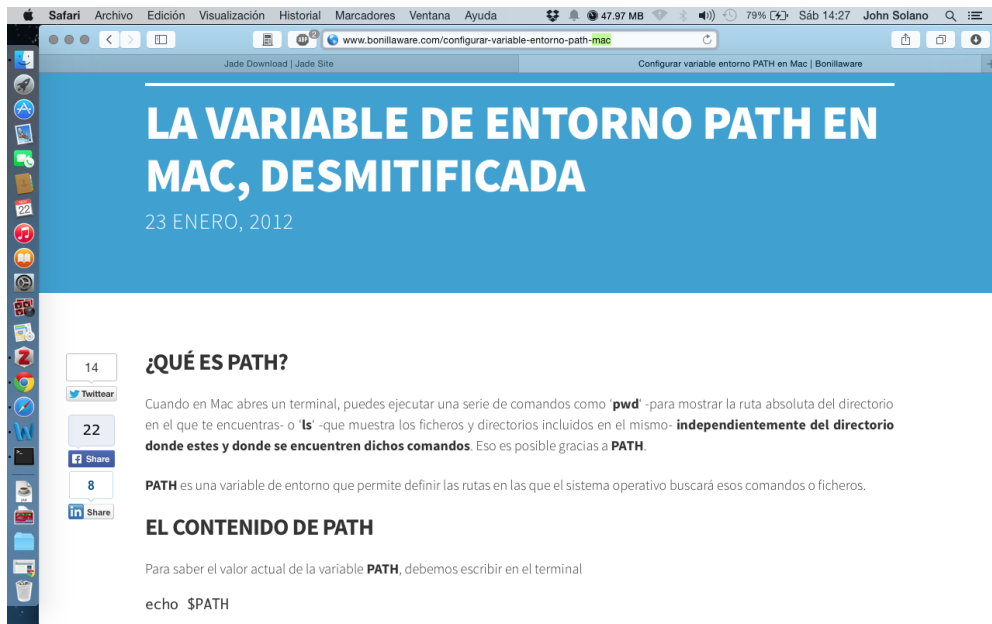 Safari Archivo Edición Visualización Historial Marcadores Ventana Ayuda 47.97 MB 79% Sáb 14:27 John Solano
ABP 2 www.bonillaware.com/configurar-variable-entorno-path-mac
Jade Download | Jade Site Configurar variable entorno PATH en Mac | Bonillaware
LA VARIABLE DE ENTORNO PATH EN
MAC, DESMITIFICADA
23 ENERO, 2012
22
¿QUÉ ES PATH?
14
Twittear
Cuando en Mac abres un terminal, puedes ejecutar una serie de comandos como ‘pwd‘ -para mostrar la ruta absoluta del directorio
en el que te encuentras- o ‘ls‘ -que muestra los ficheros y directorios incluidos en el mismo- independientemente del directorio
donde estes y donde se encuentren dichos comandos. Eso es posible gracias a PATH.
22
Share
PATH es una variable de entorno que permite definir las rutas en las que el sistema operativo buscará esos comandos o ficheros.
8
in Share
EL CONTENIDO DE PATH
Para saber el valor actual de la variable PATH, debemos escribir en el terminal
echo $PATH